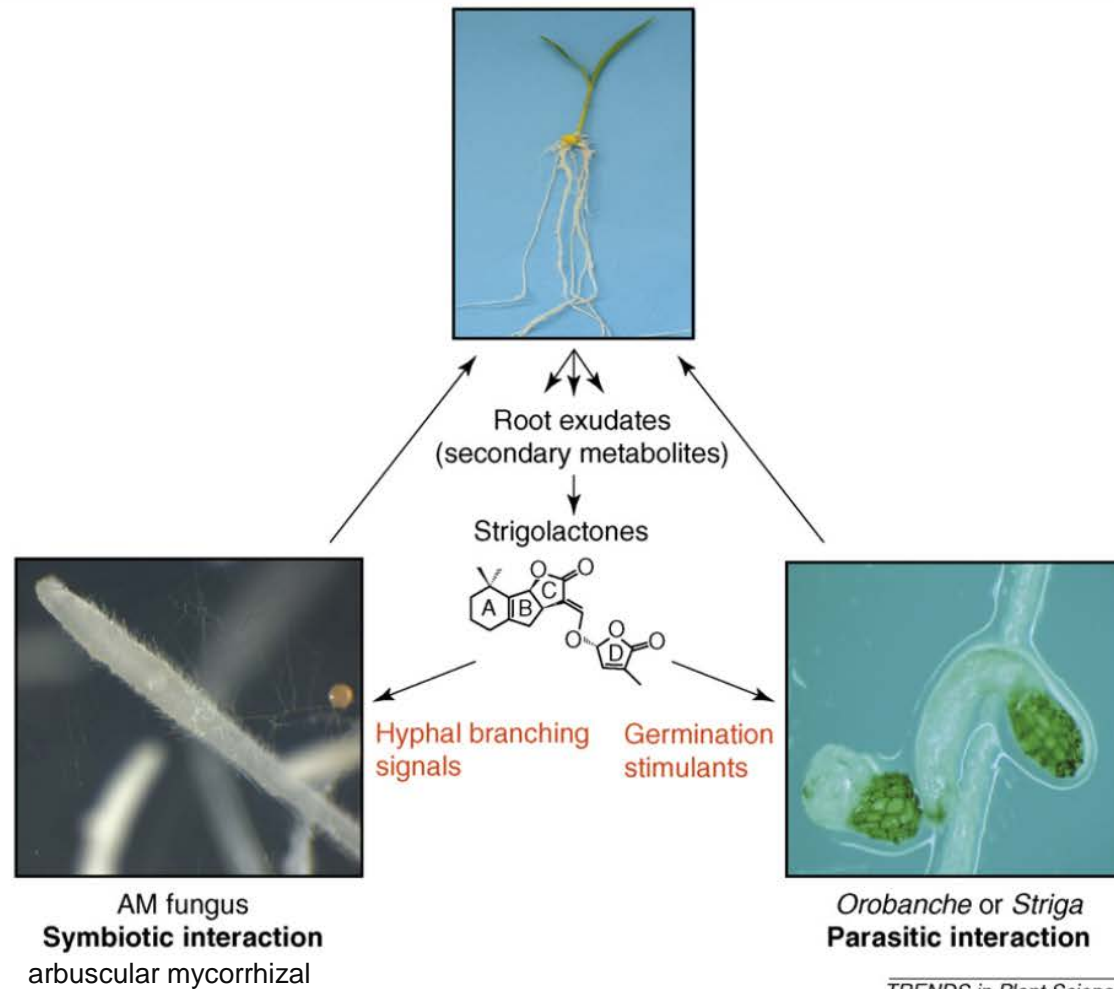 Root exudates
(secondary metabolites)
Strigolactones
O
O
C
A
B
O
O
O
D
Hyphal branching
signals
Germination
stimulants
AM fungus
Symbiotic interaction
arbuscular mycorrhizal
Orobanche or Striga
Parasitic interaction
TRENDS in Plant